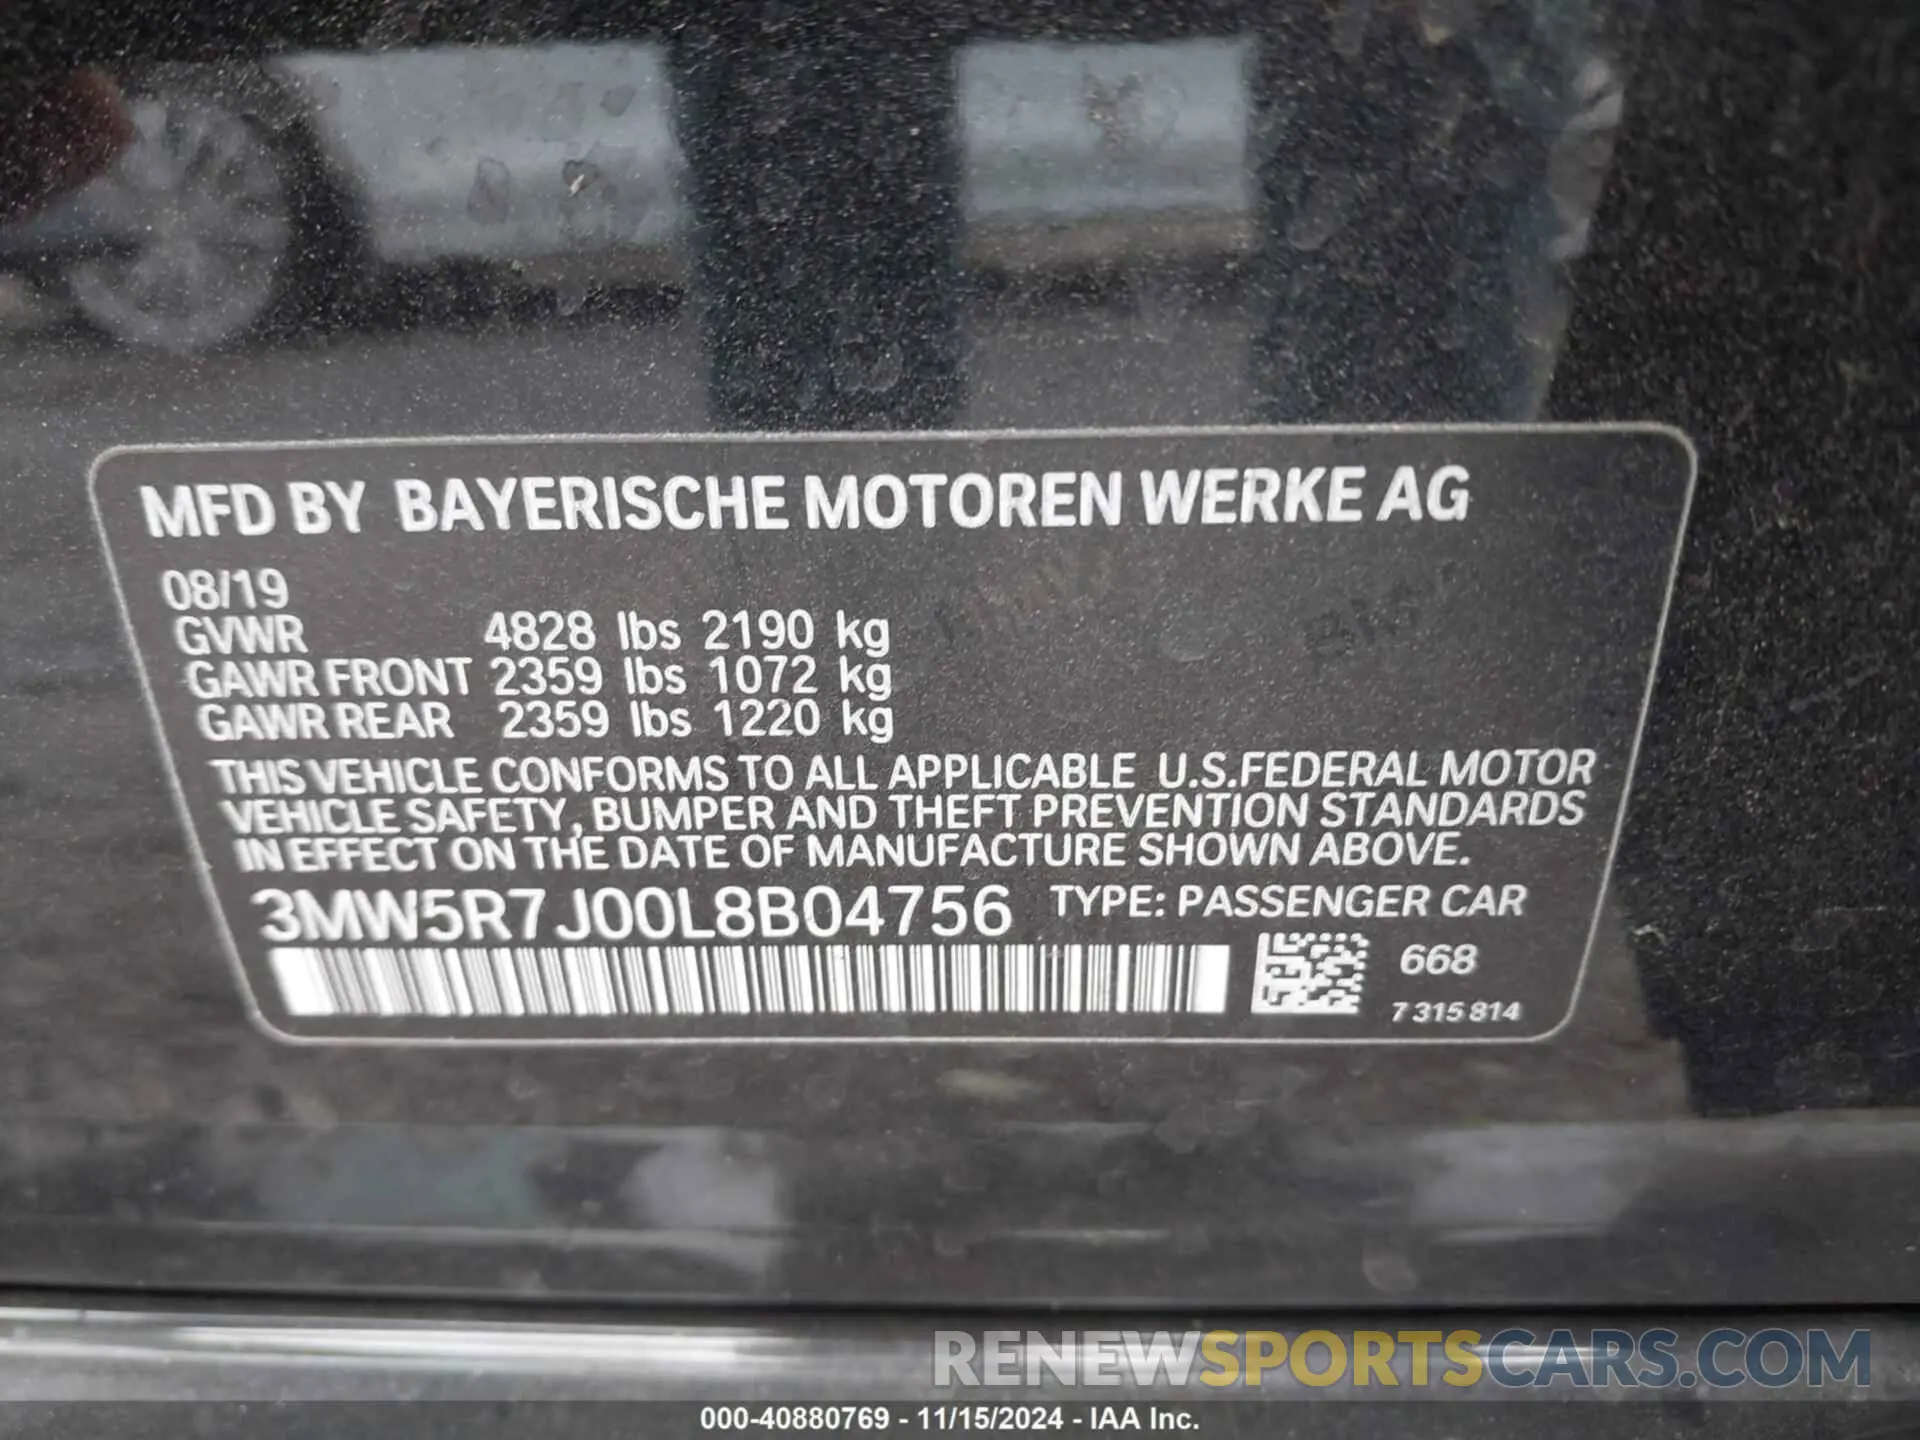 MFD BY BAYERISCHE MOTOREN WERKE AG
08/19
GVWR 4828 lbs 2190 kg
GAWR FRONT 2359 lbs 1072 kg
GAWR REAR 2359 lbs 1220 kg
THIS VEHICLE CONFORMS TO ALL APPLICABLE U.S.FEDERAL MOTOR
VEHICLE SAFETY, BUMPER AND THEFT PREVENTION STANDARDS
IN EFFECT ON THE DATE OF MANUFACTURE SHOWN ABOVE.
3MW5R7J00L8B04756 TYPE: PASSENGER CAR
668
7 315 814
RENEWSPORTSCARS.COM
000-40880769 - 11/15/2024 - IAA Inc.